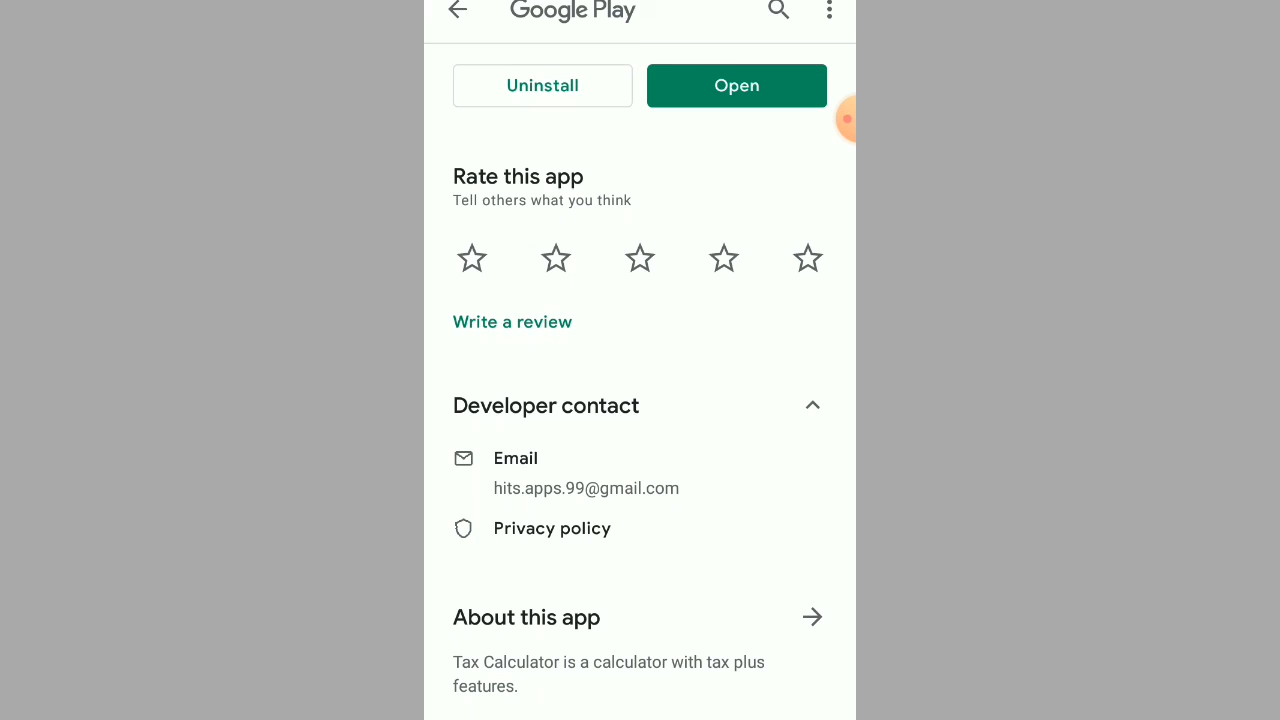 Google Play
Uninstall
Open
Rate this app
Tell others what you think
Write a review
Developer contact
Email
hits.apps.99@gmail.com
Privacy policy
About this app
Tax Calculator is a calculator with tax plus
features.